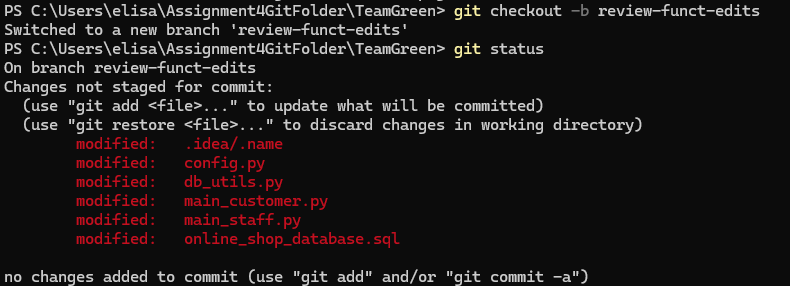 PS C:\Users\elisa\Assignment4GitFolder\TeamGreen> git checkout -b review-funct-edits
Switched to a new branch 'review-funct-edits'
PS C:\Users\elisa\Assignment4GitFolder\TeamGreen> git status
On branch review-funct-edits
Changes not staged for commit:
  (use "git add <file>..." to update what will be committed)
  (use "git restore <file>..." to discard changes in working directory)
        modified:   .idea/.name
        modified:   config.py
        modified:   db_utils.py
        modified:   main_customer.py
        modified:   main_staff.py
        modified:   online_shop_database.sql

no changes added to commit (use "git add" and/or "git commit -a")